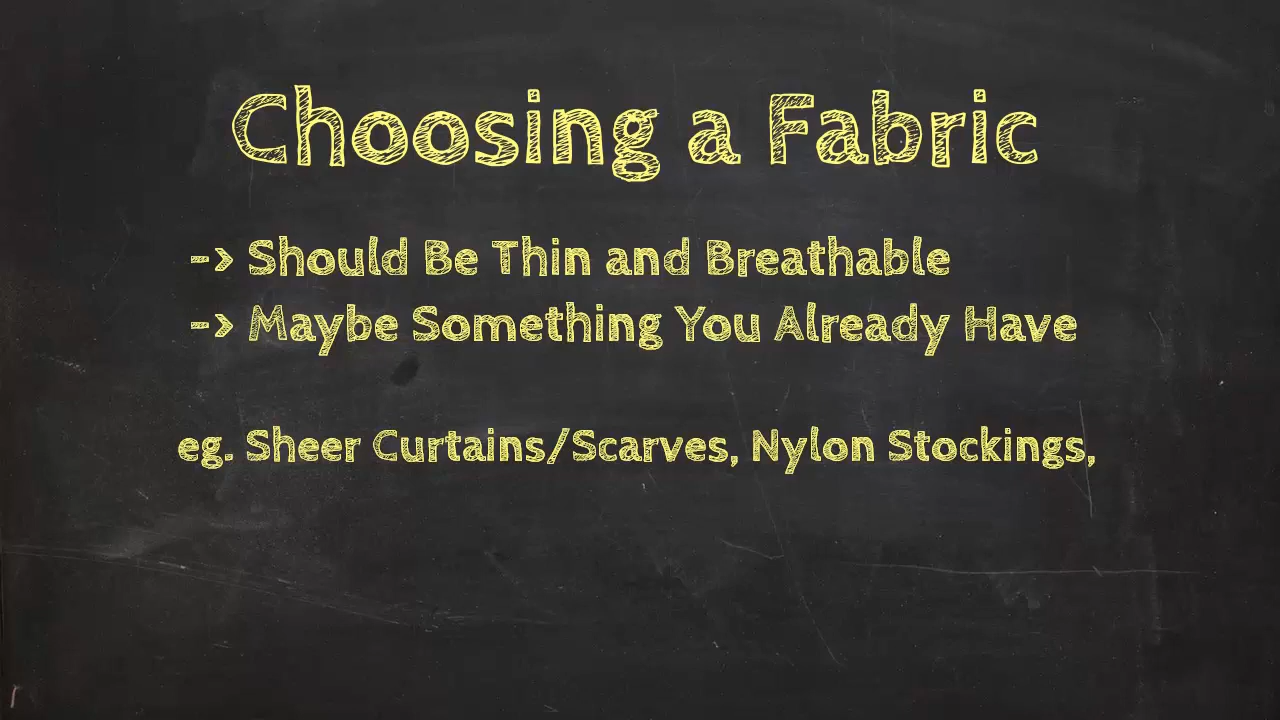 Choosing a Fabric
-> Should Be Thin and Breathable
-> Maybe Something You Already Have
eg. Sheer Curtains/Scarves, Nylon Stockings,